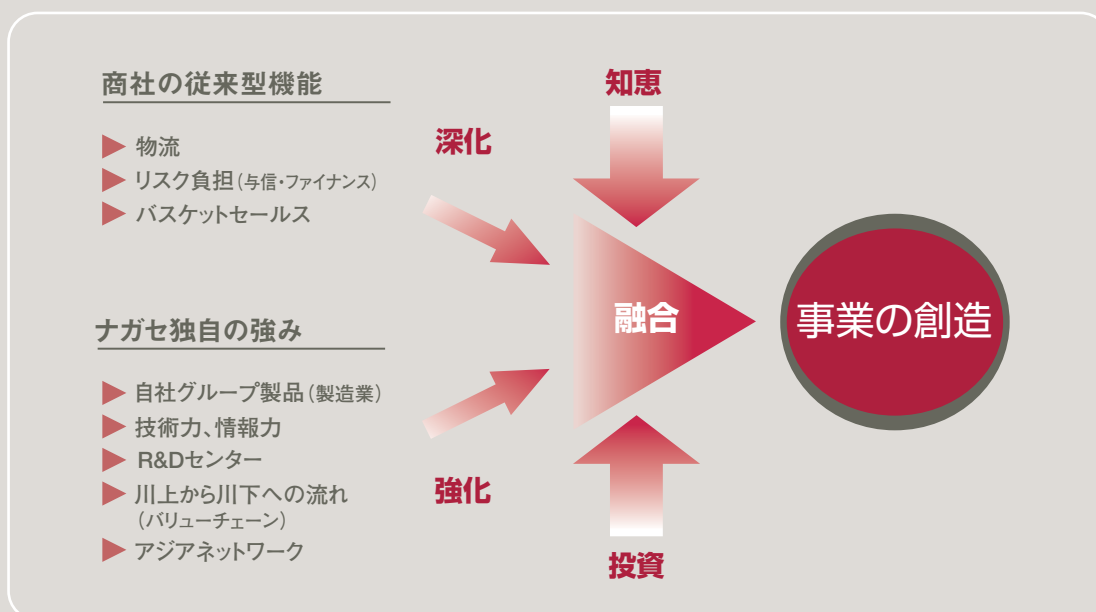 商社の従来型機能
物流
リスク負担（与信・ファイナンス）
バスケットセールス
深化
知恵
ナガセ独自の強み
自社グループ製品（製造業）
技術力、情報力
R&Dセンター
川上から川下への流れ
（バリューチェーン）
アジアネットワーク
強化
投資
融合
事業の創造